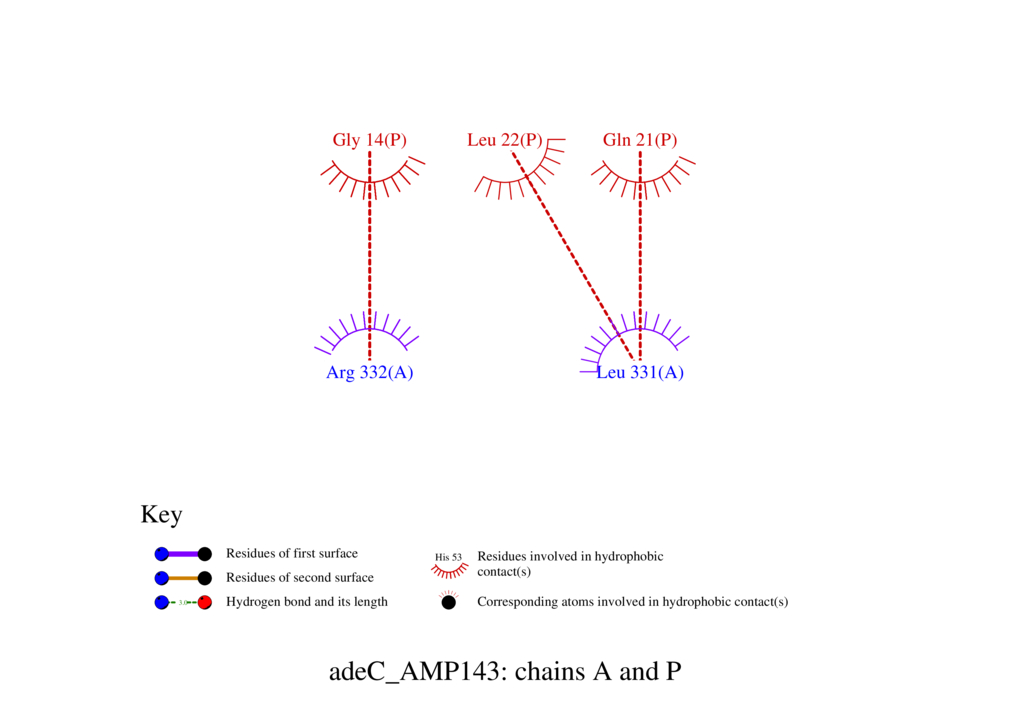 Gly 14(P) Leu 22(P) Gln 21(P)
Arg 332(A) Leu 331(A)
Key
Residues of first surface
Residues of second surface
3.0 Hydrogen bond and its length
His 53 Residues involved in hydrophobic
contact(s)
Corresponding atoms involved in hydrophobic contact(s)
adeC_AMP143: chains A and P